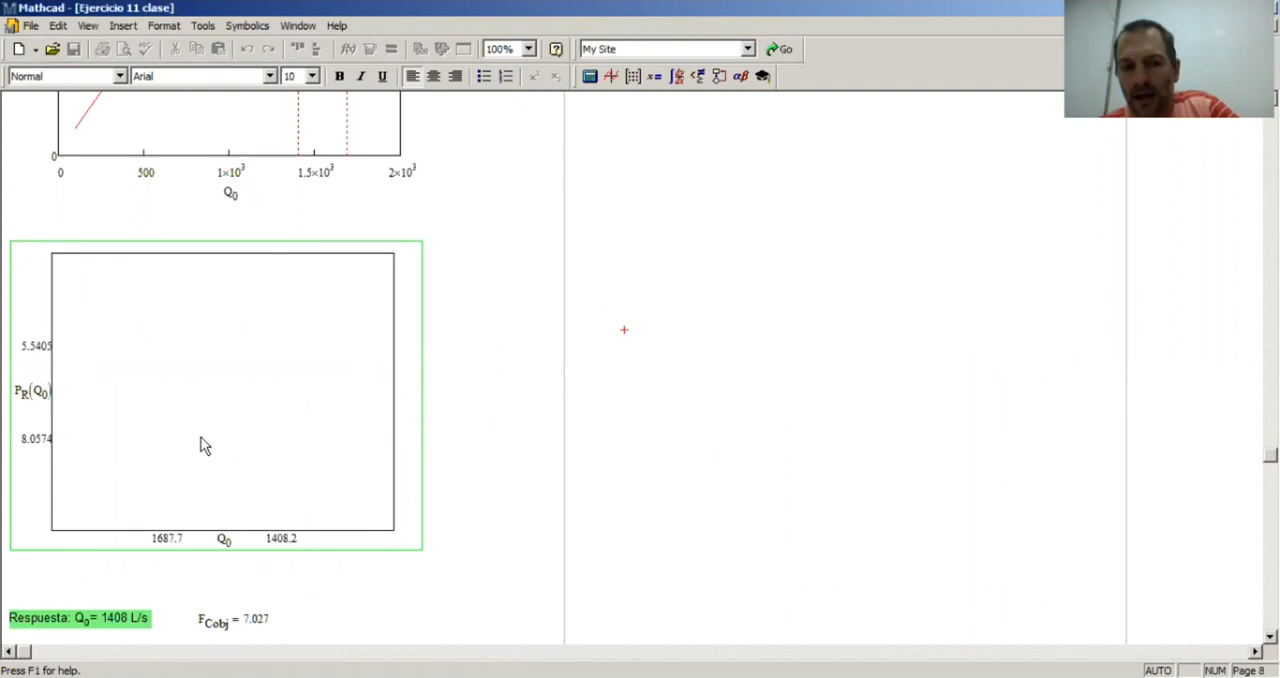 Mathcad - [Ejercicio 11 clase]
File Edit View Insert Format Tools Symbolics Window Help
100% My Site Go
Normal Arial 10 B I U
0
0 500 1×10³ 1.5×10³ 2×10³
Q₀
5.5405
P_R(Q₀)
8.0574
1687.7 Q₀ 1408.2
Respuesta: Q₀= 1408 L/s F_Cobj = 7.027
Press F1 for help. AUTO NUM Page 8